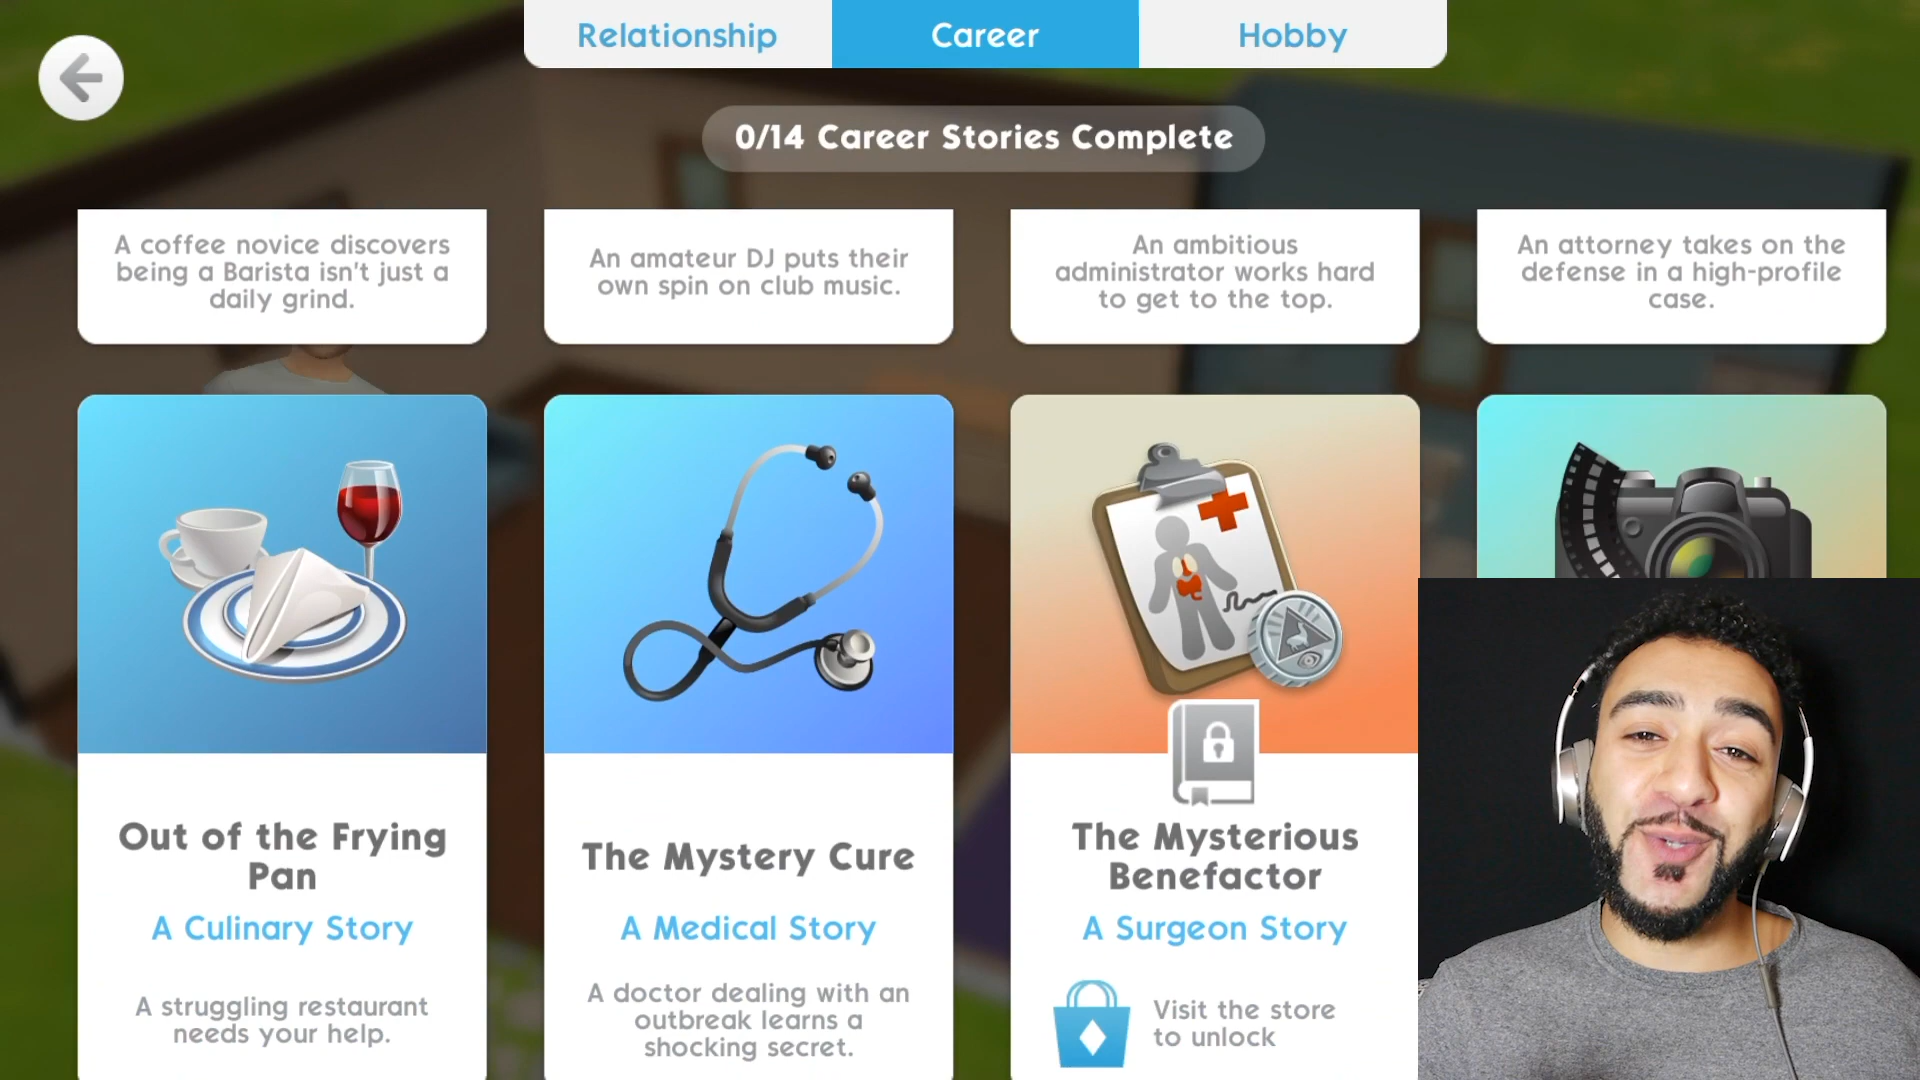 Relationship
Career
Hobby
0/14 Career Stories Complete
A coffee novice discovers
being a Barista isn't just a
daily grind.
An amateur DJ puts their
own spin on club music.
An ambitious
administrator works hard
to get to the top.
An attorney takes on the
defense in a high-profile
case.
Out of the Frying
Pan
A Culinary Story
A struggling restaurant
needs your help.
The Mystery Cure
A Medical Story
A doctor dealing with an
outbreak learns a
shocking secret.
The Mysterious
Benefactor
A Surgeon Story
Visit the store
to unlock